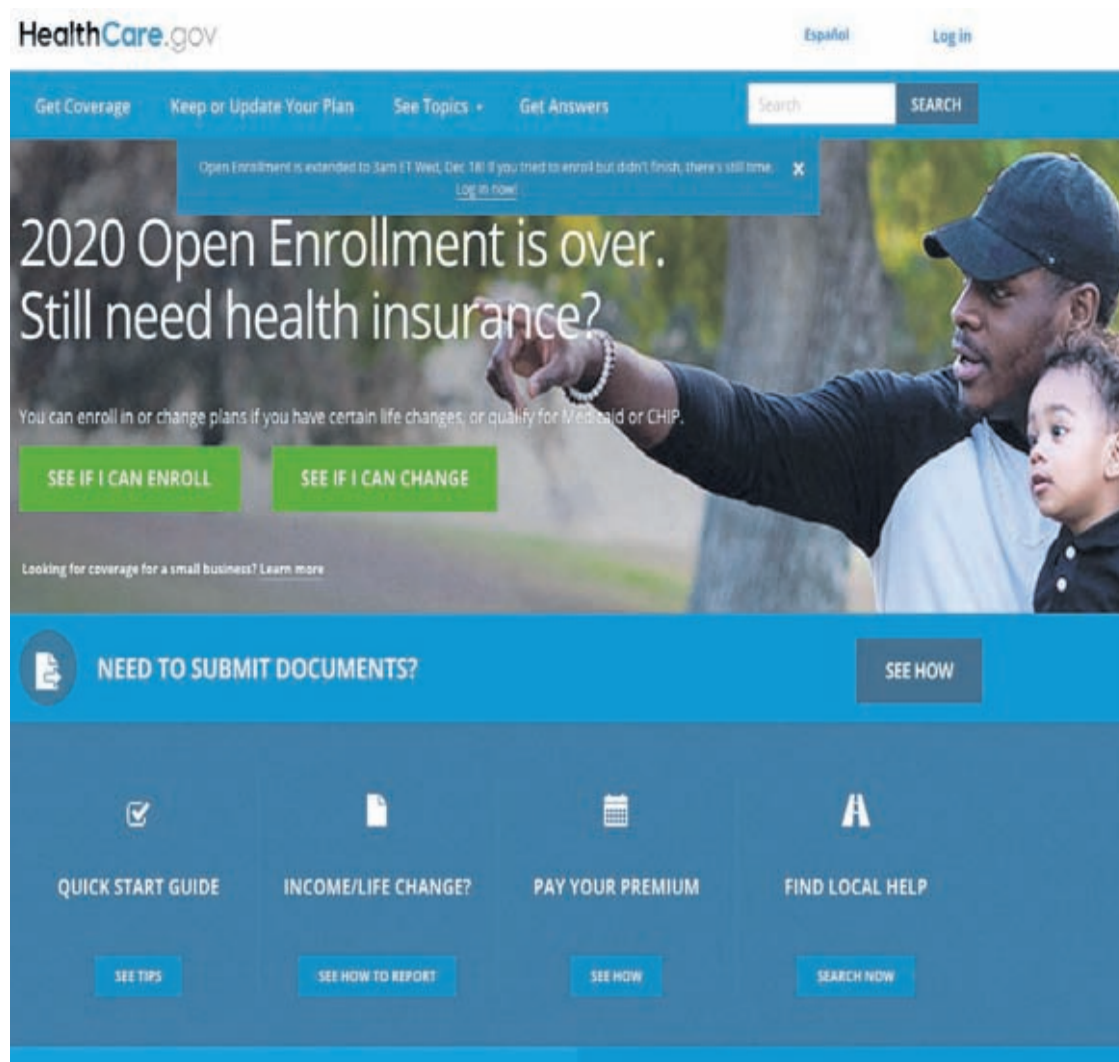 HealthCare.gov
Español
Log in
Get Coverage
Keep or Update Your Plan
See Topics
Get Answers
Search
SEARCH
Open Enrollment is extended to 3am ET Wed, Dec 18! If you tried to enroll but didn't finish, there's still time.
Log in now!
2020 Open Enrollment is over.
Still need health insurance?
You can enroll in or change plans if you have certain life changes, or qualify for Medicaid or CHIP.
SEE IF I CAN ENROLL
SEE IF I CAN CHANGE
Looking for coverage for a small business? Learn more
NEED TO SUBMIT DOCUMENTS?
SEE HOW
QUICK START GUIDE
INCOME/LIFE CHANGE?
PAY YOUR PREMIUM
FIND LOCAL HELP
SEE TIPS
SEE HOW TO REPORT
SEE HOW
SEARCH NOW